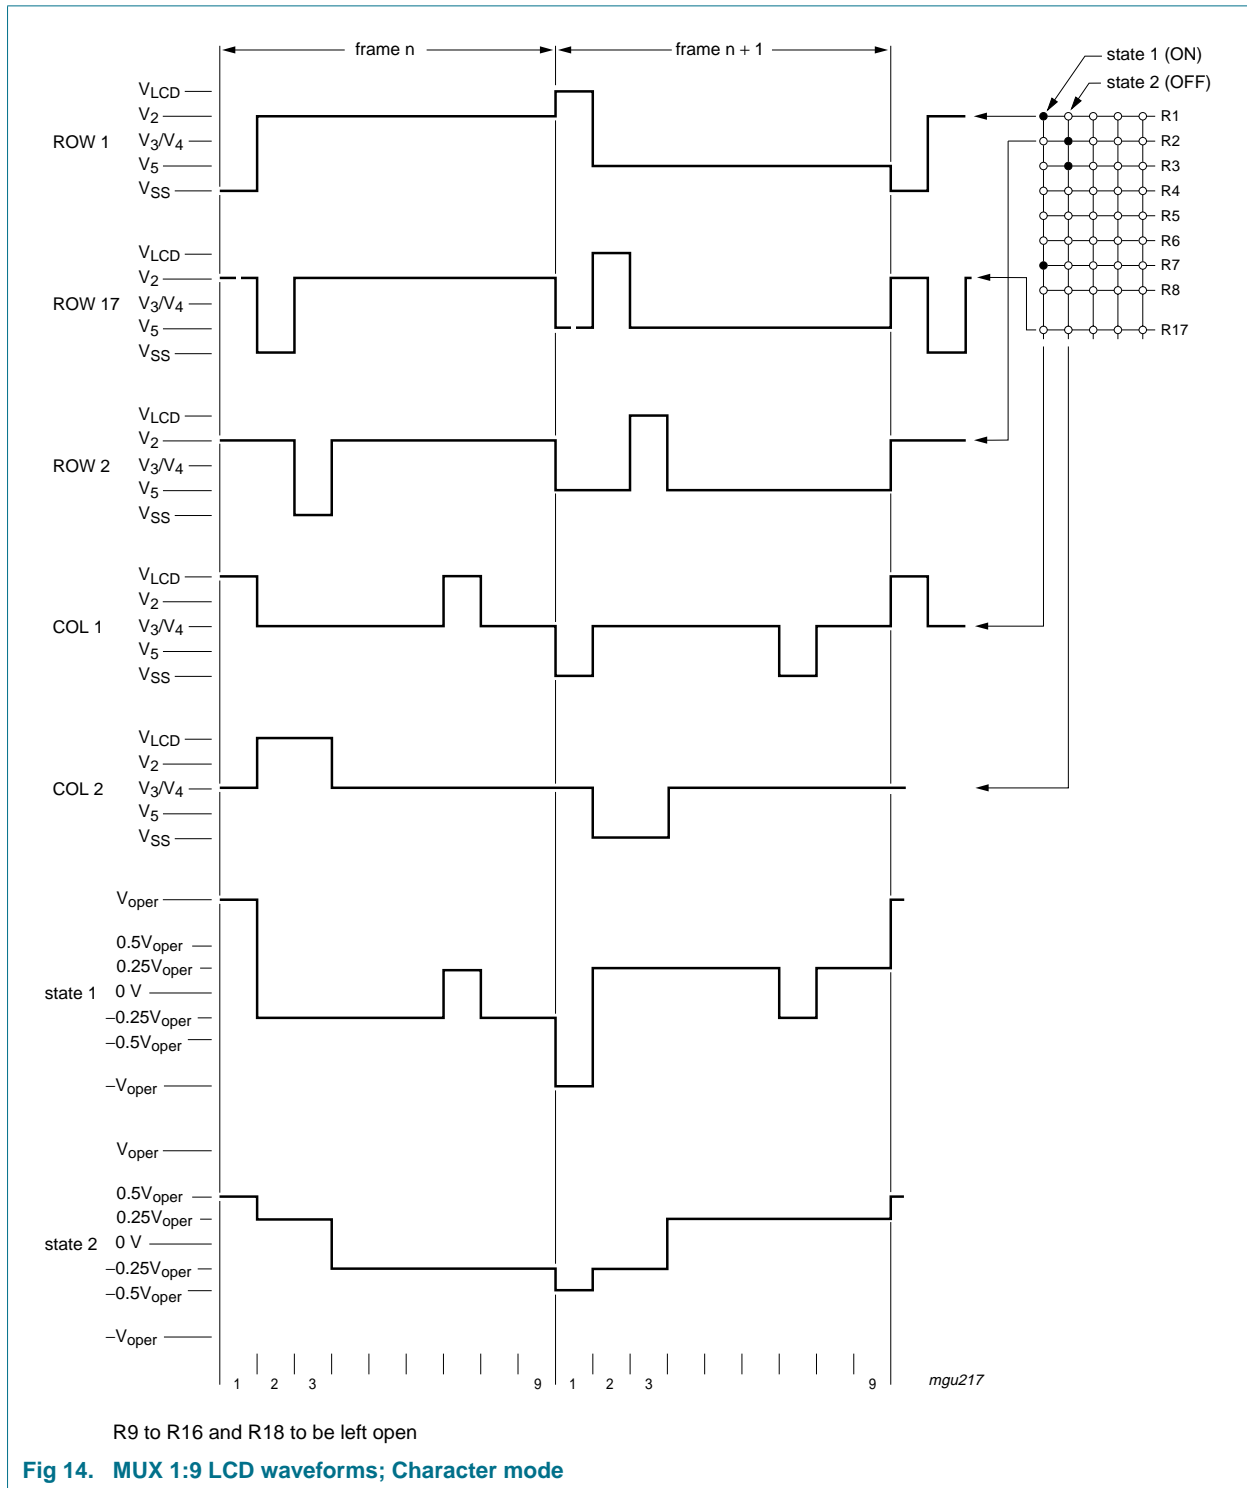 frame n
frame n + 1
state 1 (ON)
state 2 (OFF)
ROW 1
VLCD
V2
V3/V4
V5
VSS
R1
R2
R3
R4
R5
R6
R7
R8
R17
ROW 17
VLCD
V2
V3/V4
V5
VSS
ROW 2
VLCD
V2
V3/V4
V5
VSS
COL 1
VLCD
V2
V3/V4
V5
VSS
COL 2
VLCD
V2
V3/V4
V5
VSS
state 1
Voper
0.5Voper
0.25Voper
0 V
−0.25Voper
−0.5Voper
−Voper
state 2
Voper
0.5Voper
0.25Voper
0 V
−0.25Voper
−0.5Voper
−Voper
1 2 3 9 1 2 3 9
mgu217
R9 to R16 and R18 to be left open
Fig 14. MUX 1:9 LCD waveforms; Character mode